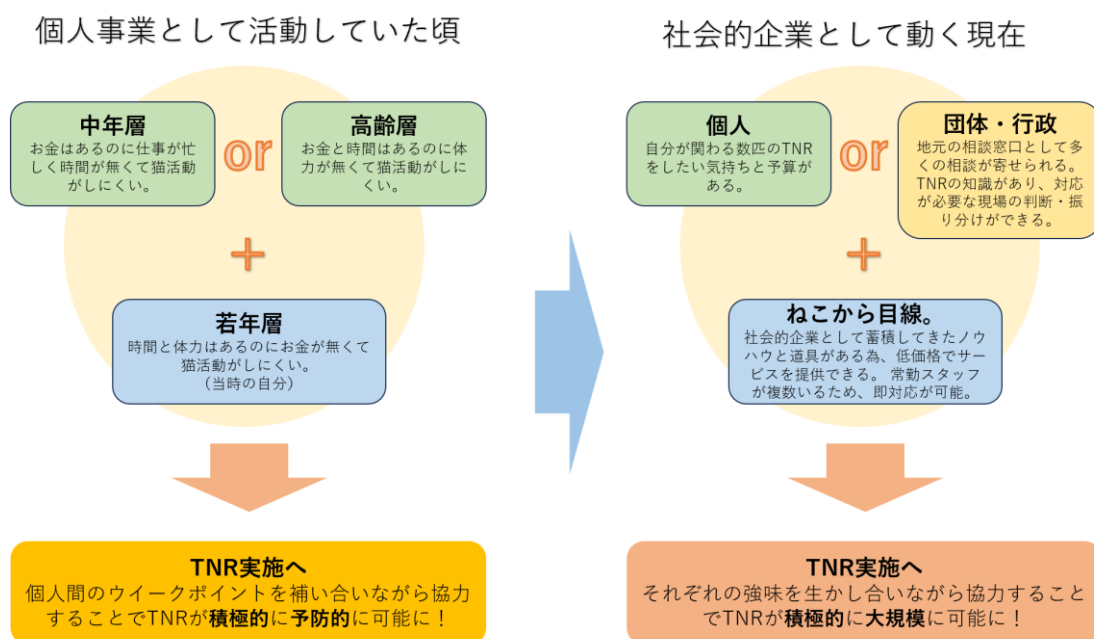 個人事業として活動していた頃
中年層
お金はあるのに仕事が忙
しく時間が無くて猫活動
がしにくい。
or
高齢層
お金と時間はあるのに体
力が無くて猫活動がしに
くい。
+
若年層
時間と体力はあるのにお金が無くて
猫活動がしにくい。
（当時の自分）
TNR実施へ
個人間のウイークポイントを補い合いながら協力
することでTNRが積極的に予防的に可能に！
社会的企業として動く現在
個人
自分が関わる数匹のTNR
をしたい気持ちと予算が
ある。
or
団体・行政
地元の相談窓口として多
くの相談が寄せられる。
TNRの知識があり、対応
が必要な現場の判断・振
り分けができる。
+
ねこから目線。
社会的企業として蓄積してきたノウ
ハウと道具がある為、低価格でサー
ビスを提供できる。 常勤スタッフ
が複数いるため、即対応が可能。
TNR実施へ
それぞれの強味を生かし合いながら協力すること
でTNRが積極的に大規模に可能に！